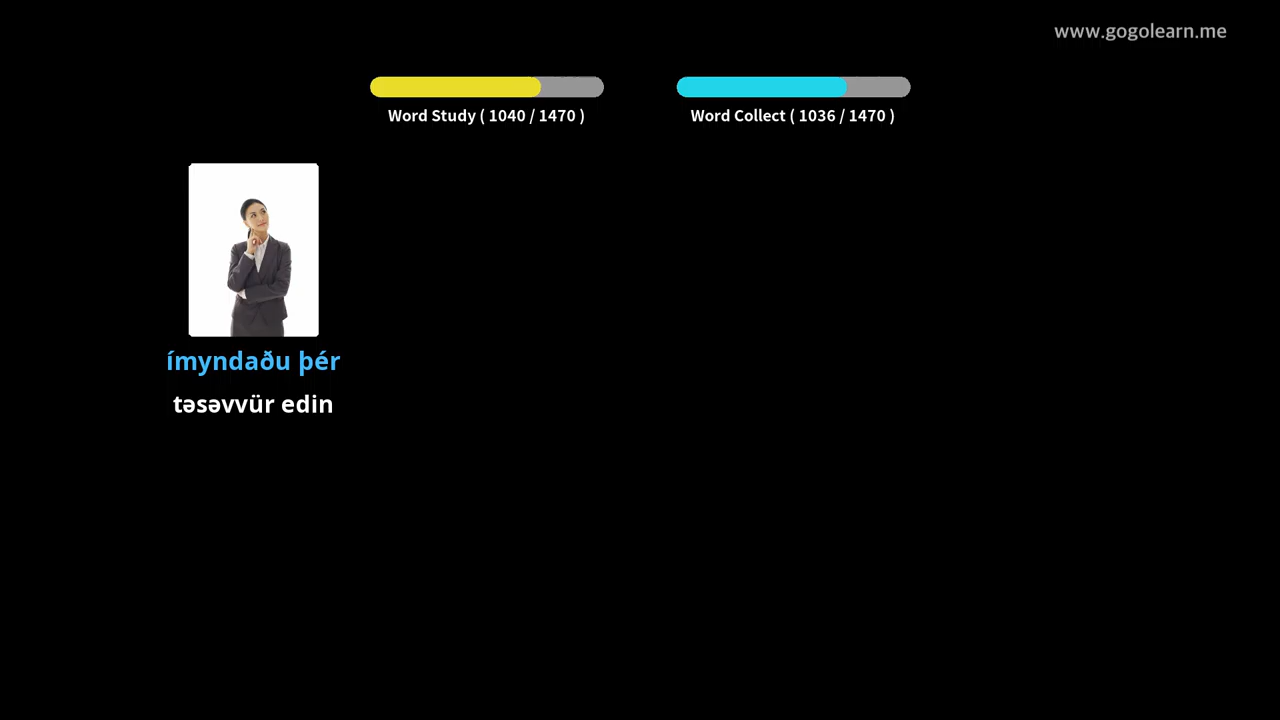 www.gogolearn.me
Word Study ( 1040 / 1470 )
Word Collect ( 1036 / 1470 )
ímyndaðu þér
təsəvvür edin